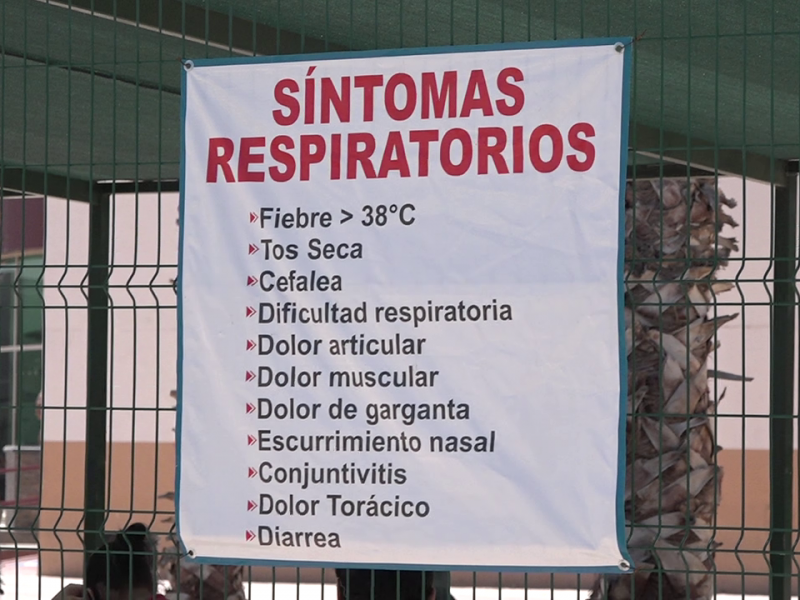 SÍNTOMAS
RESPIRATORIOS
Fiebre > 38°C
Tos Seca
Cefalea
Dificultad respiratoria
Dolor articular
Dolor muscular
Dolor de garganta
Escurrimiento nasal
Conjuntivitis
Dolor Torácico
Diarrea